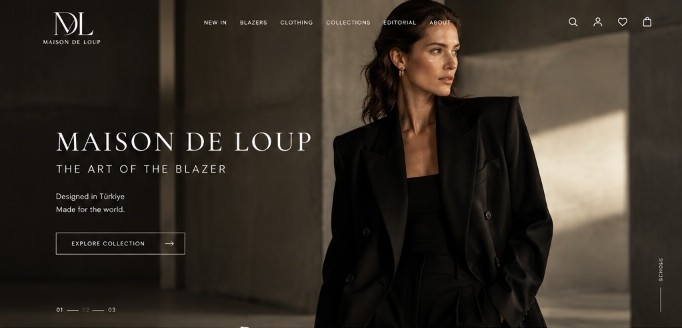 MDL
MAISON DE LOUP
NEW IN BLAZERS CLOTHING COLLECTIONS EDITORIAL ABOUT
MAISON DE LOUP
THE ART OF THE BLAZER
Designed in Türkiye
Made for the world.
EXPLORE COLLECTION
01 02 03